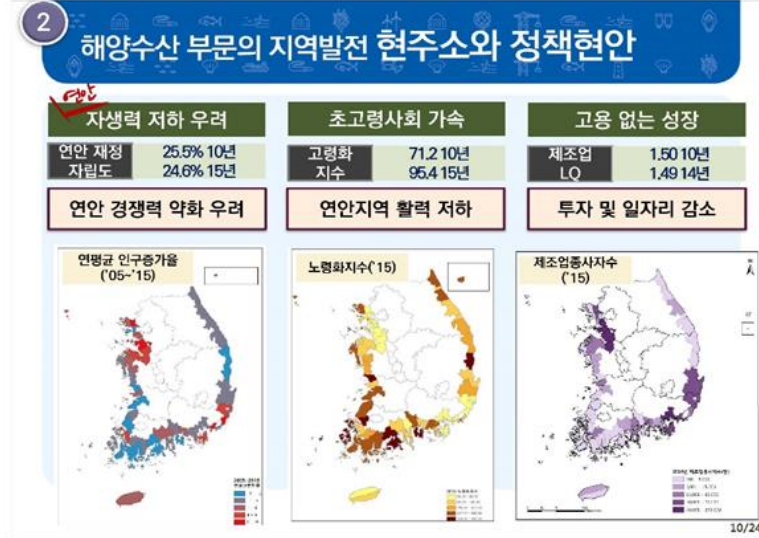 2
해양수산 부문의 지역발전 현주소와 정책현안
연안
자생력 저하 우려
연안 재정
자립도
25.5% 10년
24.6% 15년
연안 경쟁력 약화 우려
초고령사회 가속
고령화
지수
71.2 10년
95.4 15년
연안지역 활력 저하
고용 없는 성장
제조업
LQ
1.50 10년
1.49 14년
투자 및 일자리 감소
연평균 인구증가율
('05~'15)
노령화지수('15)
제조업종사자수
('15)
10/24